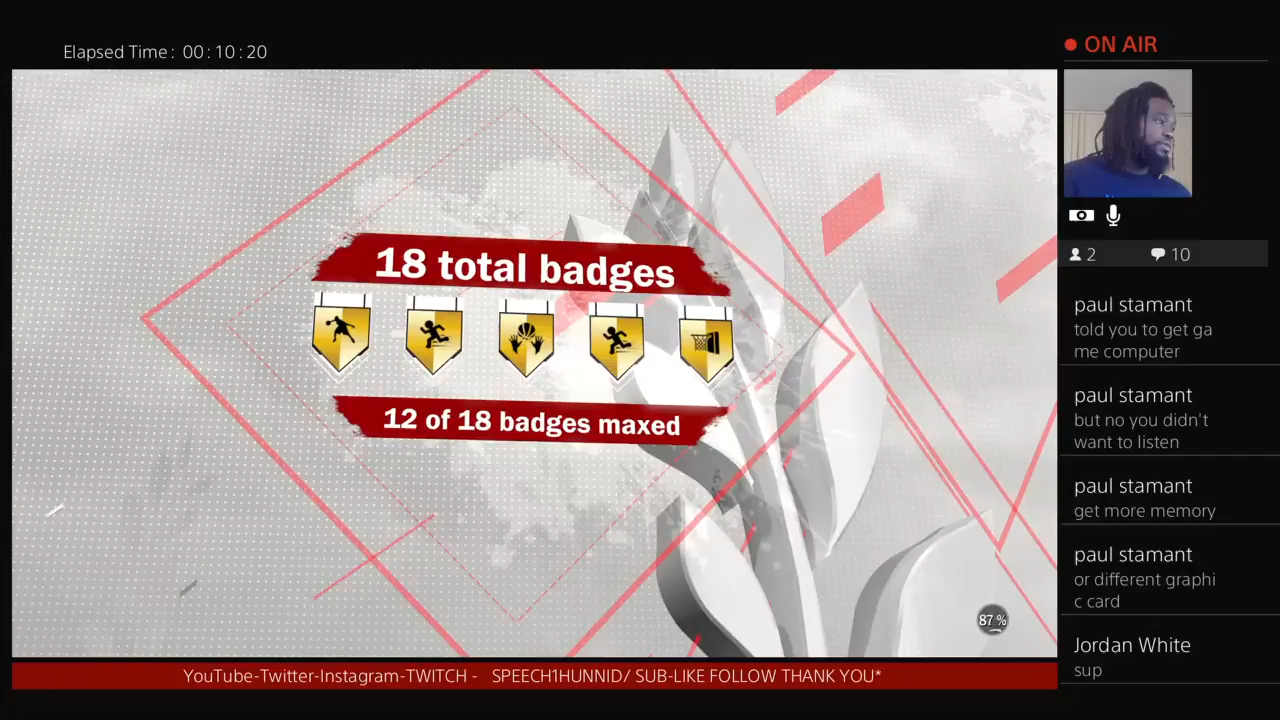 Elapsed Time: 00:10:20
ON AIR
18 total badges
12 of 18 badges maxed
87 %
2
10
paul stamant
told you to get ga
me computer
paul stamant
but no you didn't
want to listen
paul stamant
get more memory
paul stamant
or different graphi
c card
Jordan White
sup
YouTube-Twitter-Instagram-TWITCH - SPEECH1HUNNID/ SUB-LIKE FOLLOW THANK YOU*